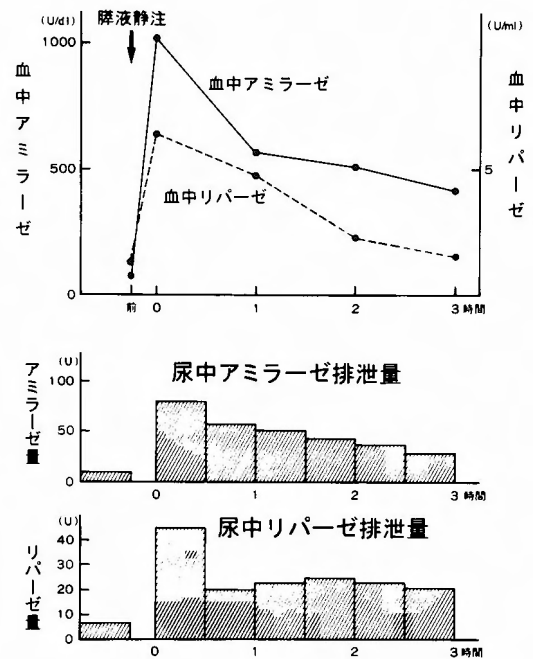 (U/dl)
膵液静注
(U/ml)
1000
500
0
5
血中アミラーゼ
血中リパーゼ
血中アミラーゼ
血中リパーゼ
前 0 1 2 3 時間
(U)
尿中アミラーゼ排泄量
アミラーゼ量
100
50
0
0 1 2 3 時間
(U)
尿中リパーゼ排泄量
リパーゼ量
40
30
20
10
0
0 1 2 3 時間